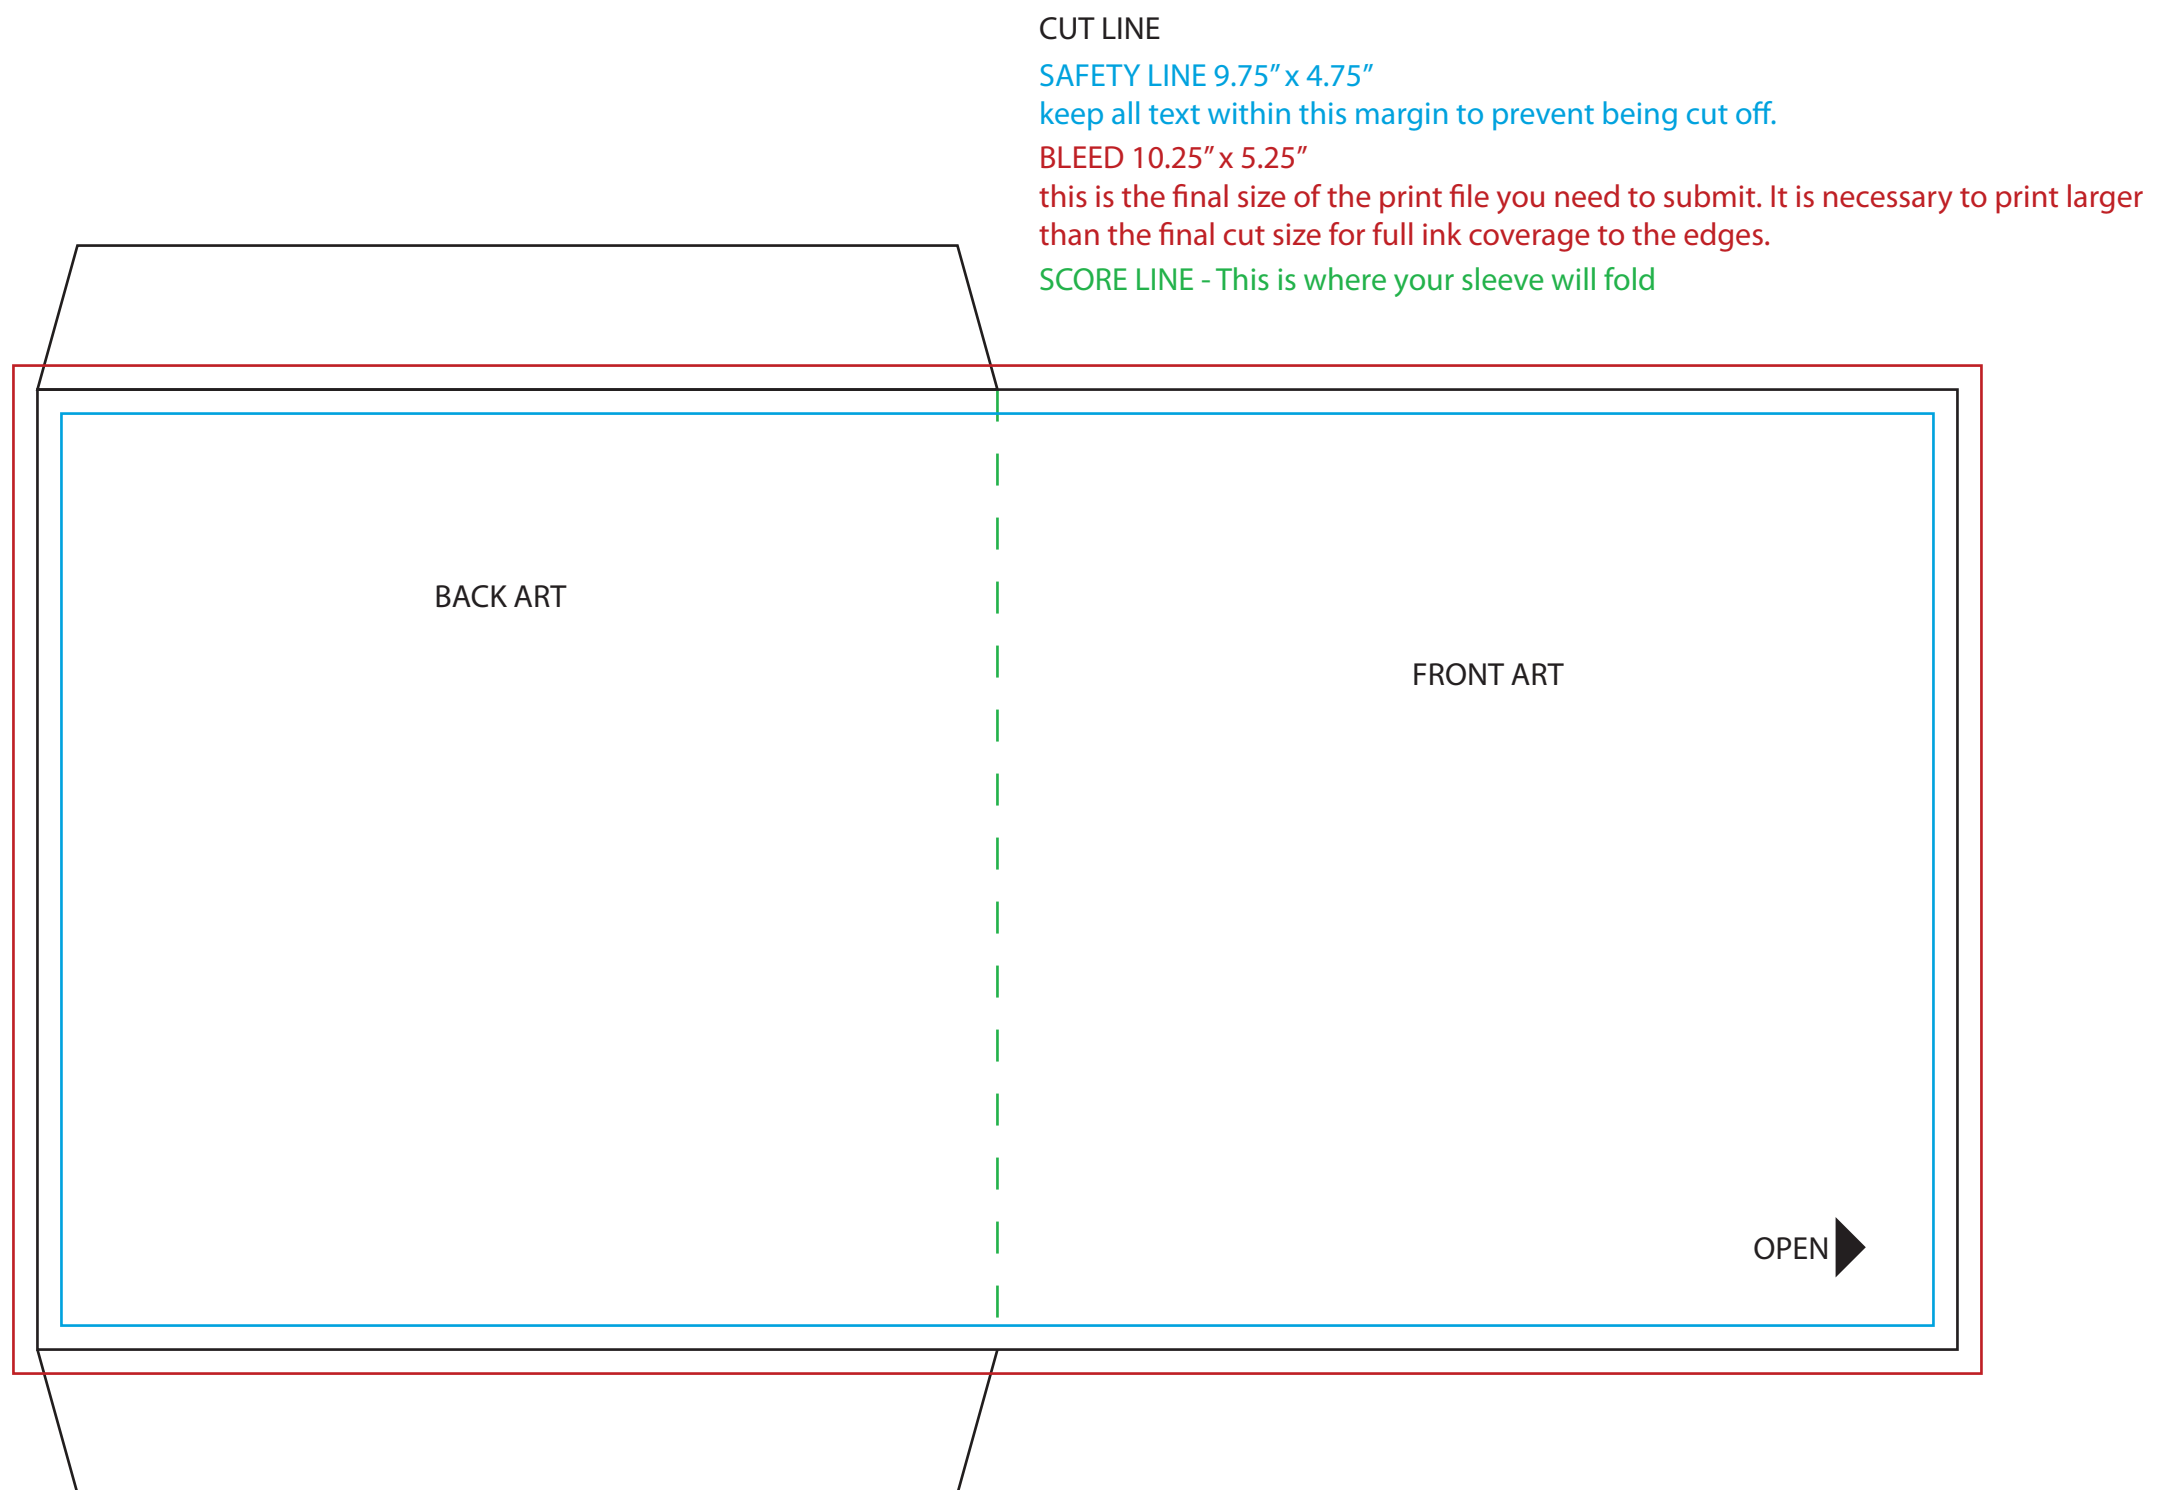 CUT LINE
SAFETY LINE 9.75” x 4.75”
keep all text within this margin to prevent being cut off.
BLEED 10.25” x 5.25”
this is the final size of the print file you need to submit. It is necessary to print larger
than the final cut size for full ink coverage to the edges.
SCORE LINE - This is where your sleeve will fold
BACK ART
FRONT ART
OPEN